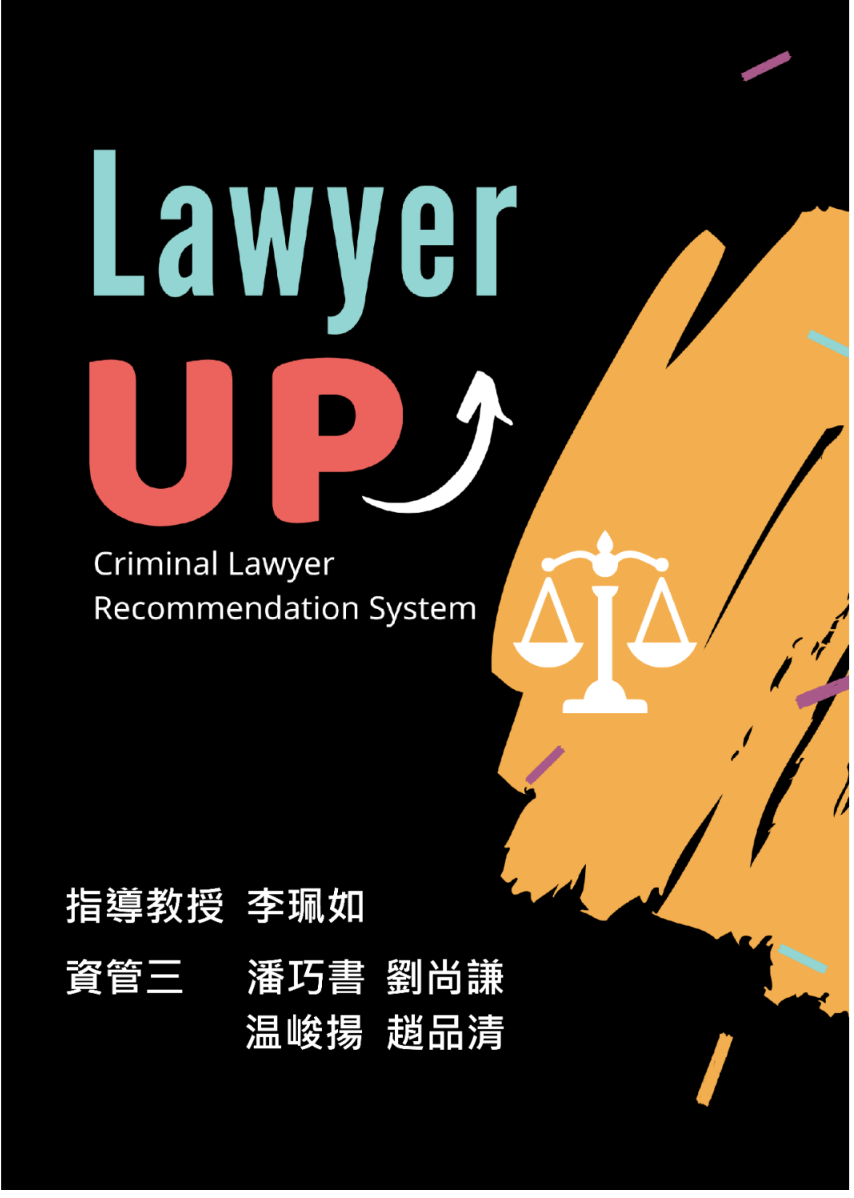 Lawyer
UP
Criminal Lawyer
Recommendation System
指導教授 李珮如
資管三 潘巧書 劉尚謙
温峻揚 趙品清